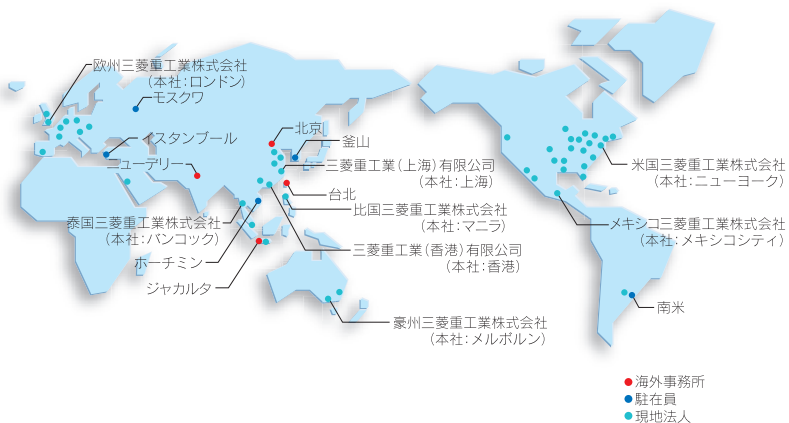 欧州三菱重工業株式会社
(本社：ロンドン)
モスクワ
イスタンブール
ニューデリー
北京
釜山
三菱重工業(上海)有限公司
(本社：上海)
台北
比国三菱重工業株式会社
(本社：マニラ)
三菱重工業(香港)有限公司
(本社：香港)
泰国三菱重工業株式会社
(本社：バンコック)
ホーチミン
ジャカルタ
豪州三菱重工業株式会社
(本社：メルボルン)
米国三菱重工業株式会社
(本社：ニューヨーク)
メキシコ三菱重工業株式会社
(本社：メキシコシティ)
南米
海外事務所
駐在員
現地法人